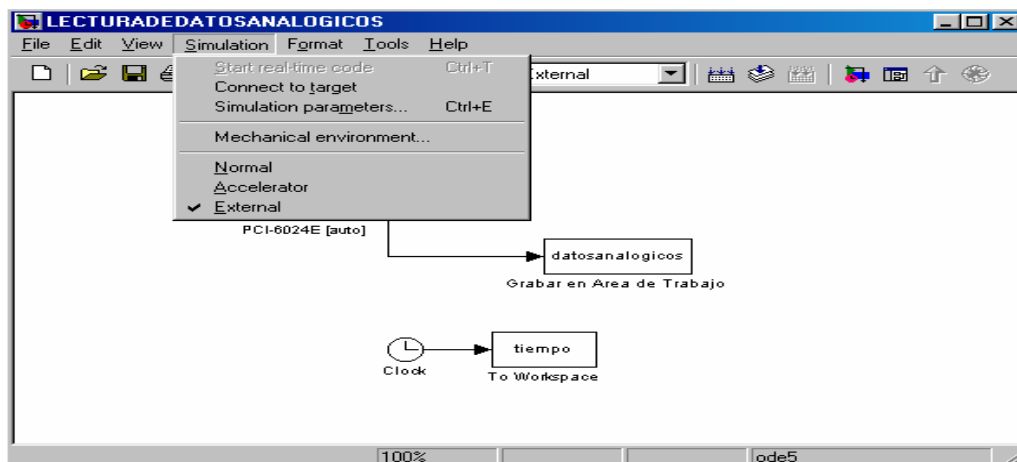 LECTURADEDATOSANALOGICOS
File Edit View Simulation Format Tools Help
Start real-time code Ctrl+T
Connect to target
Simulation parameters... Ctrl+E
Mechanical environment...
Normal
Accelerator
External
xternal
PCI-6024E [auto]
datosanalogicos
Grabar en Area de Trabajo
tiempo
Clock
To Workspace
100% ode5